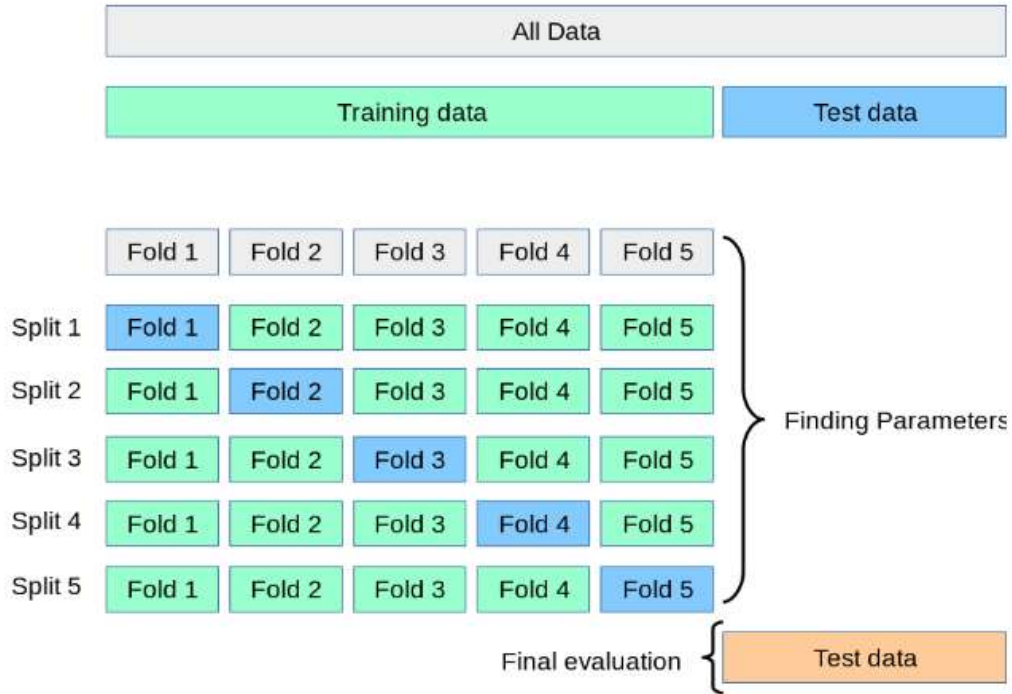 All Data
Training data Test data
Fold 1 Fold 2 Fold 3 Fold 4 Fold 5
Split 1 Fold 1 Fold 2 Fold 3 Fold 4 Fold 5
Split 2 Fold 1 Fold 2 Fold 3 Fold 4 Fold 5
Finding Parameters
Split 3 Fold 1 Fold 2 Fold 3 Fold 4 Fold 5
Split 4 Fold 1 Fold 2 Fold 3 Fold 4 Fold 5
Split 5 Fold 1 Fold 2 Fold 3 Fold 4 Fold 5
Final evaluation Test data